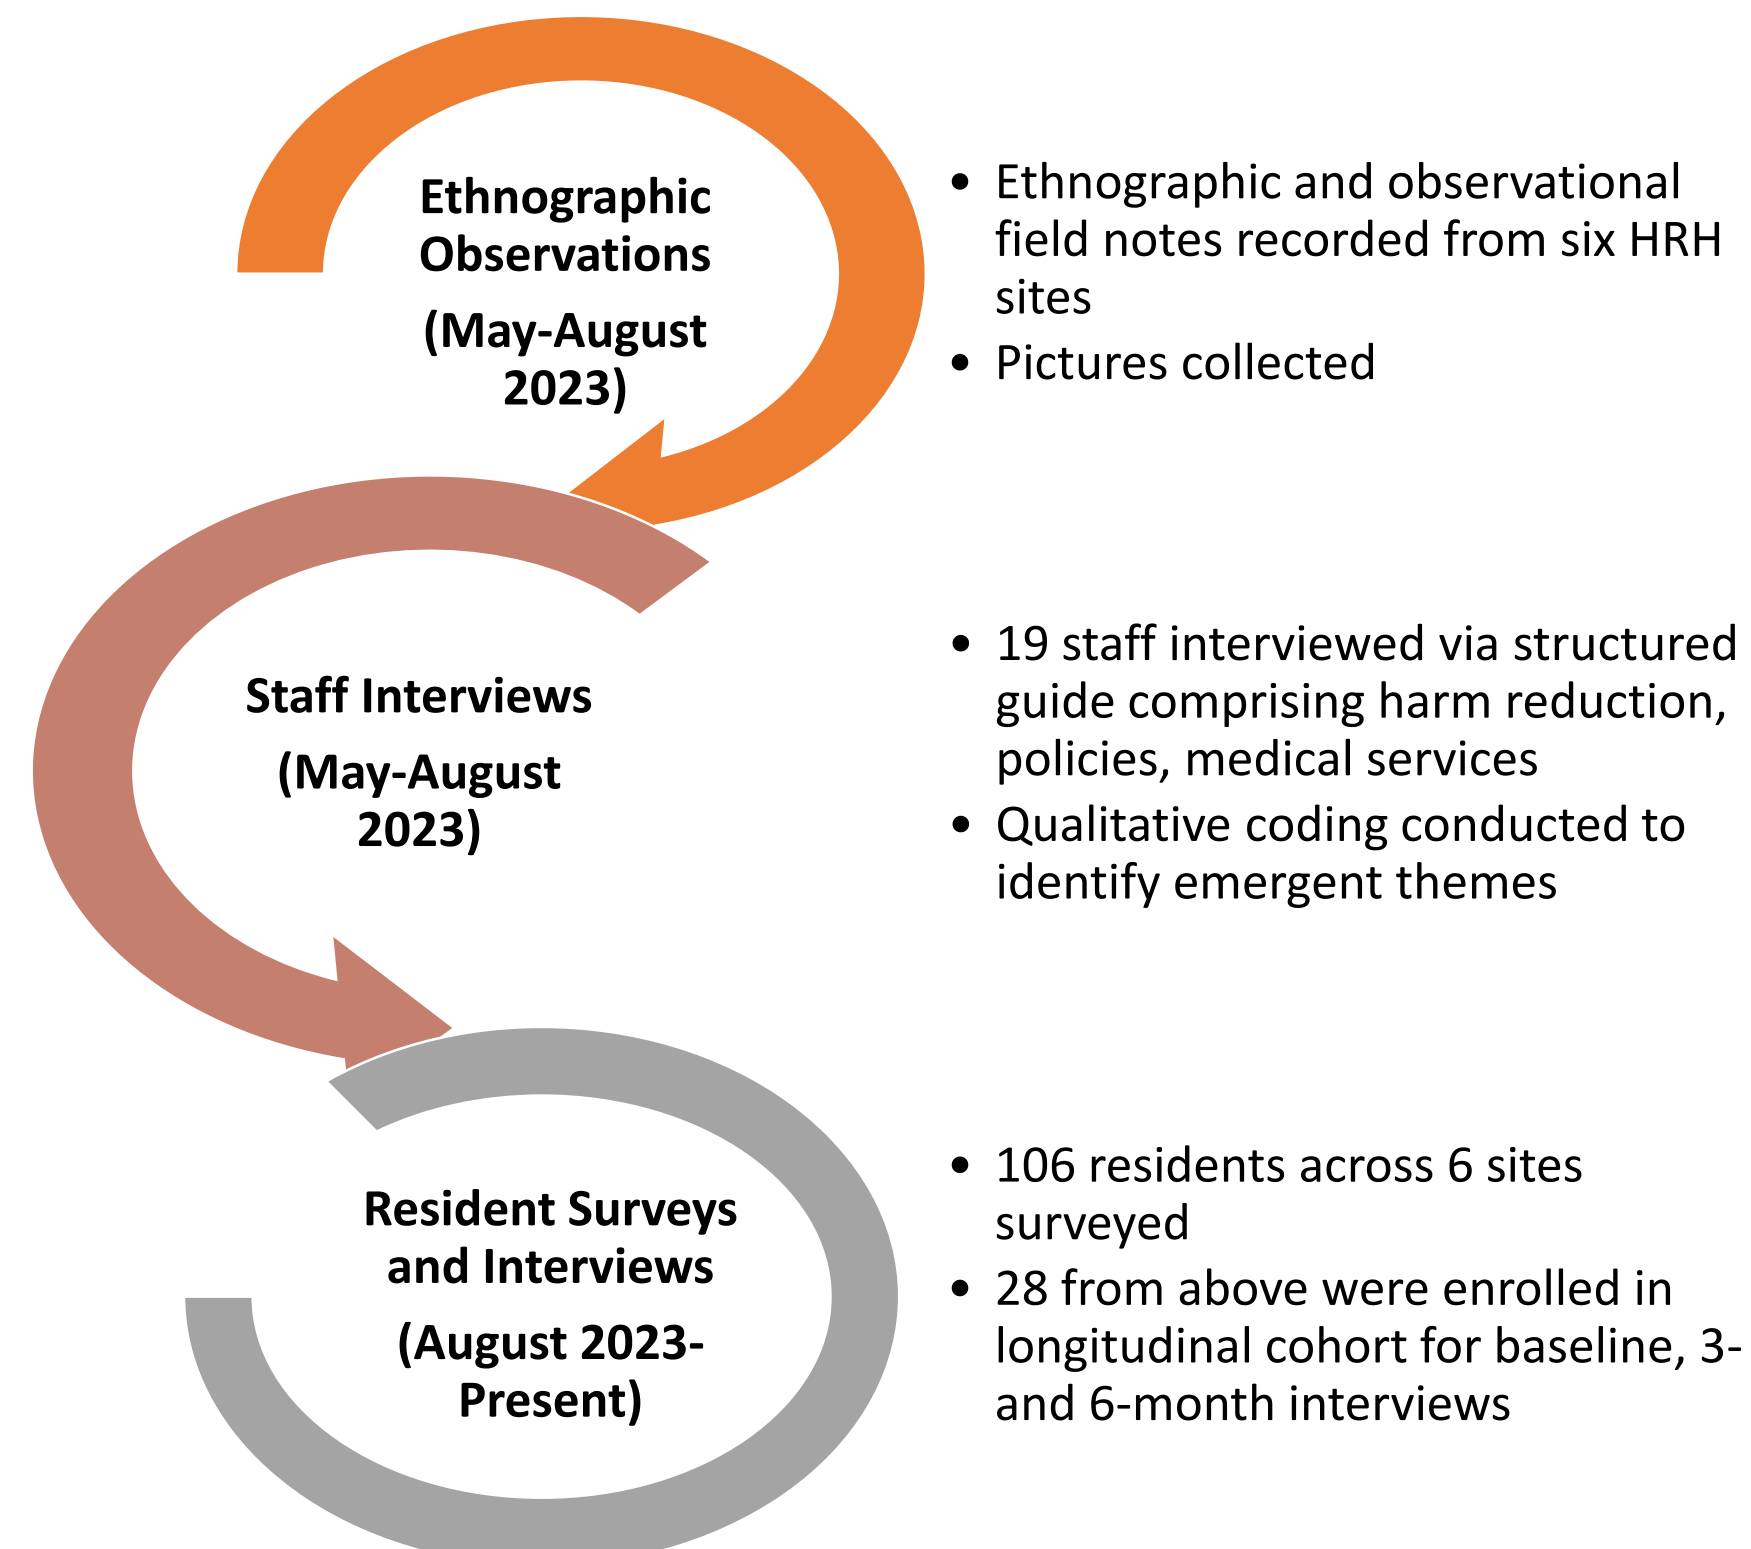 Ethnographic
Observations
(May-August
2023)
• Ethnographic and observational
field notes recorded from six HRH
sites
• Pictures collected
Staff Interviews
(May-August
2023)
• 19 staff interviewed via structured
guide comprising harm reduction,
policies, medical services
• Qualitative coding conducted to
identify emergent themes
Resident Surveys
and Interviews
(August 2023-
Present)
• 106 residents across 6 sites
surveyed
• 28 from above were enrolled in
longitudinal cohort for baseline, 3-
and 6-month interviews